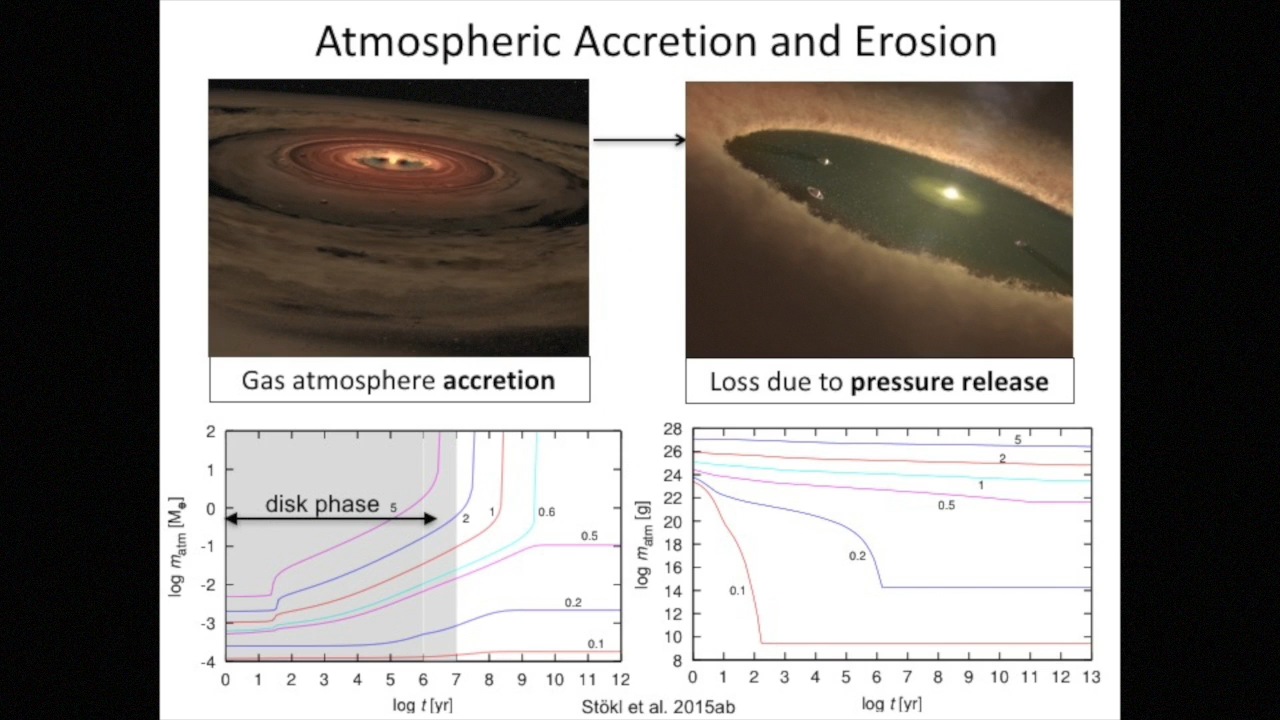 Atmospheric Accretion and Erosion
Gas atmosphere accretion
Loss due to pressure release
2
1
0
-1
-2
-3
-4
log m_atm [M⊕]
disk phase
5
2
1
0.6
0.5
0.2
0.1
0 1 2 3 4 5 6 7 8 9 10 11 12
log t [yr]
28
26
24
22
20
18
16
14
12
10
8
log m_atm [g]
5
2
1
0.5
0.2
0.1
0 1 2 3 4 5 6 7 8 9 10 11 12 13
log t [yr]
Stökl et al. 2015ab